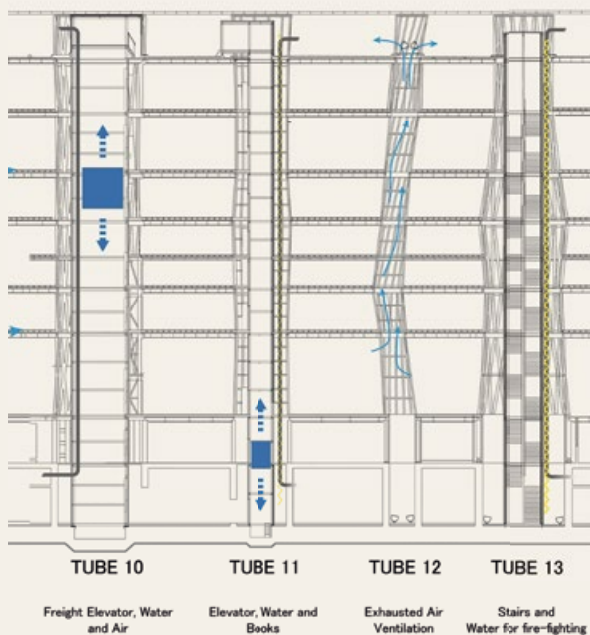 TUBE 10
TUBE 11
TUBE 12
TUBE 13
Freight Elevator, Water
and Air
Elevator, Water and
Books
Exhausted Air
Ventilation
Stairs and
Water for fire-fighting